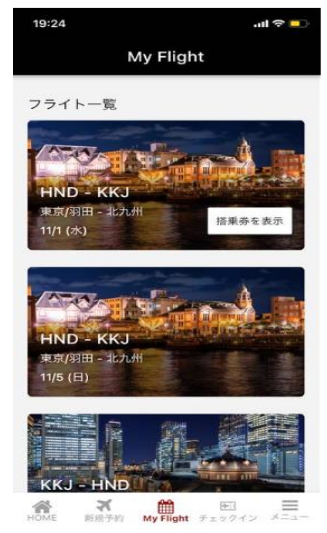 19:24
My Flight
フライト一覧
HND - KKJ
東京/羽田 - 北九州
11/1 (水)
搭乗券を表示
HND - KKJ
東京/羽田 - 北九州
11/5 (日)
KKJ - HND
HOME
新規予約
My Flight
チェックイン
メニュー